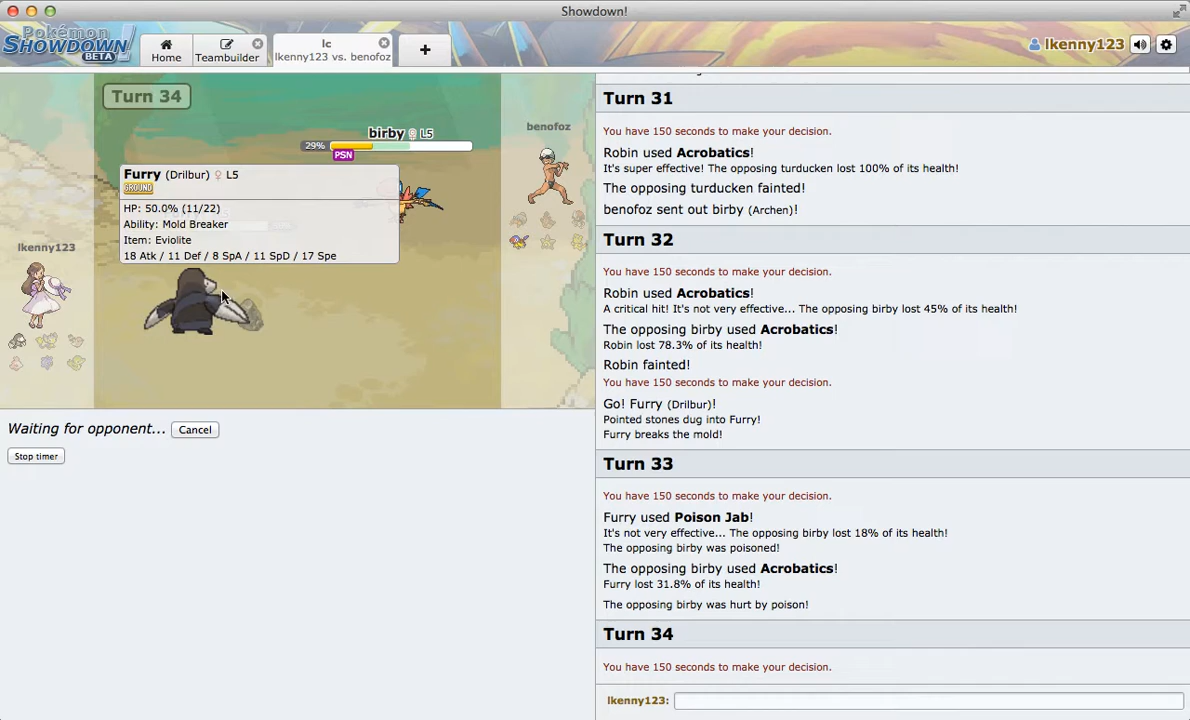 Showdown!
Pokémon
Showdown!
BETA
Home
Teambuilder
lc
lkenny123 vs. benofoz
+
lkenny123
Turn 34
birby ♀ L5
29%
PSN
benofoz
Furry (Drilbur) ♀ L5
GROUND
HP: 50.0% (11/22)
Ability: Mold Breaker
Item: Eviolite
18 Atk / 11 Def / 8 SpA / 11 SpD / 17 Spe
lkenny123
Waiting for opponent... Cancel
Stop timer
Turn 31
You have 150 seconds to make your decision.
Robin used Acrobatics!
It's super effective! The opposing turducken lost 100% of its health!
The opposing turducken fainted!
benofoz sent out birby (Archen)!
Turn 32
You have 150 seconds to make your decision.
Robin used Acrobatics!
A critical hit! It's not very effective... The opposing birby lost 45% of its health!
The opposing birby used Acrobatics!
Robin lost 78.3% of its health!
Robin fainted!
You have 150 seconds to make your decision.
Go! Furry (Drilbur)!
Pointed stones dug into Furry!
Furry breaks the mold!
Turn 33
You have 150 seconds to make your decision.
Furry used Poison Jab!
It's not very effective... The opposing birby lost 18% of its health!
The opposing birby was poisoned!
The opposing birby used Acrobatics!
Furry lost 31.8% of its health!
The opposing birby was hurt by poison!
Turn 34
You have 150 seconds to make your decision.
lkenny123: